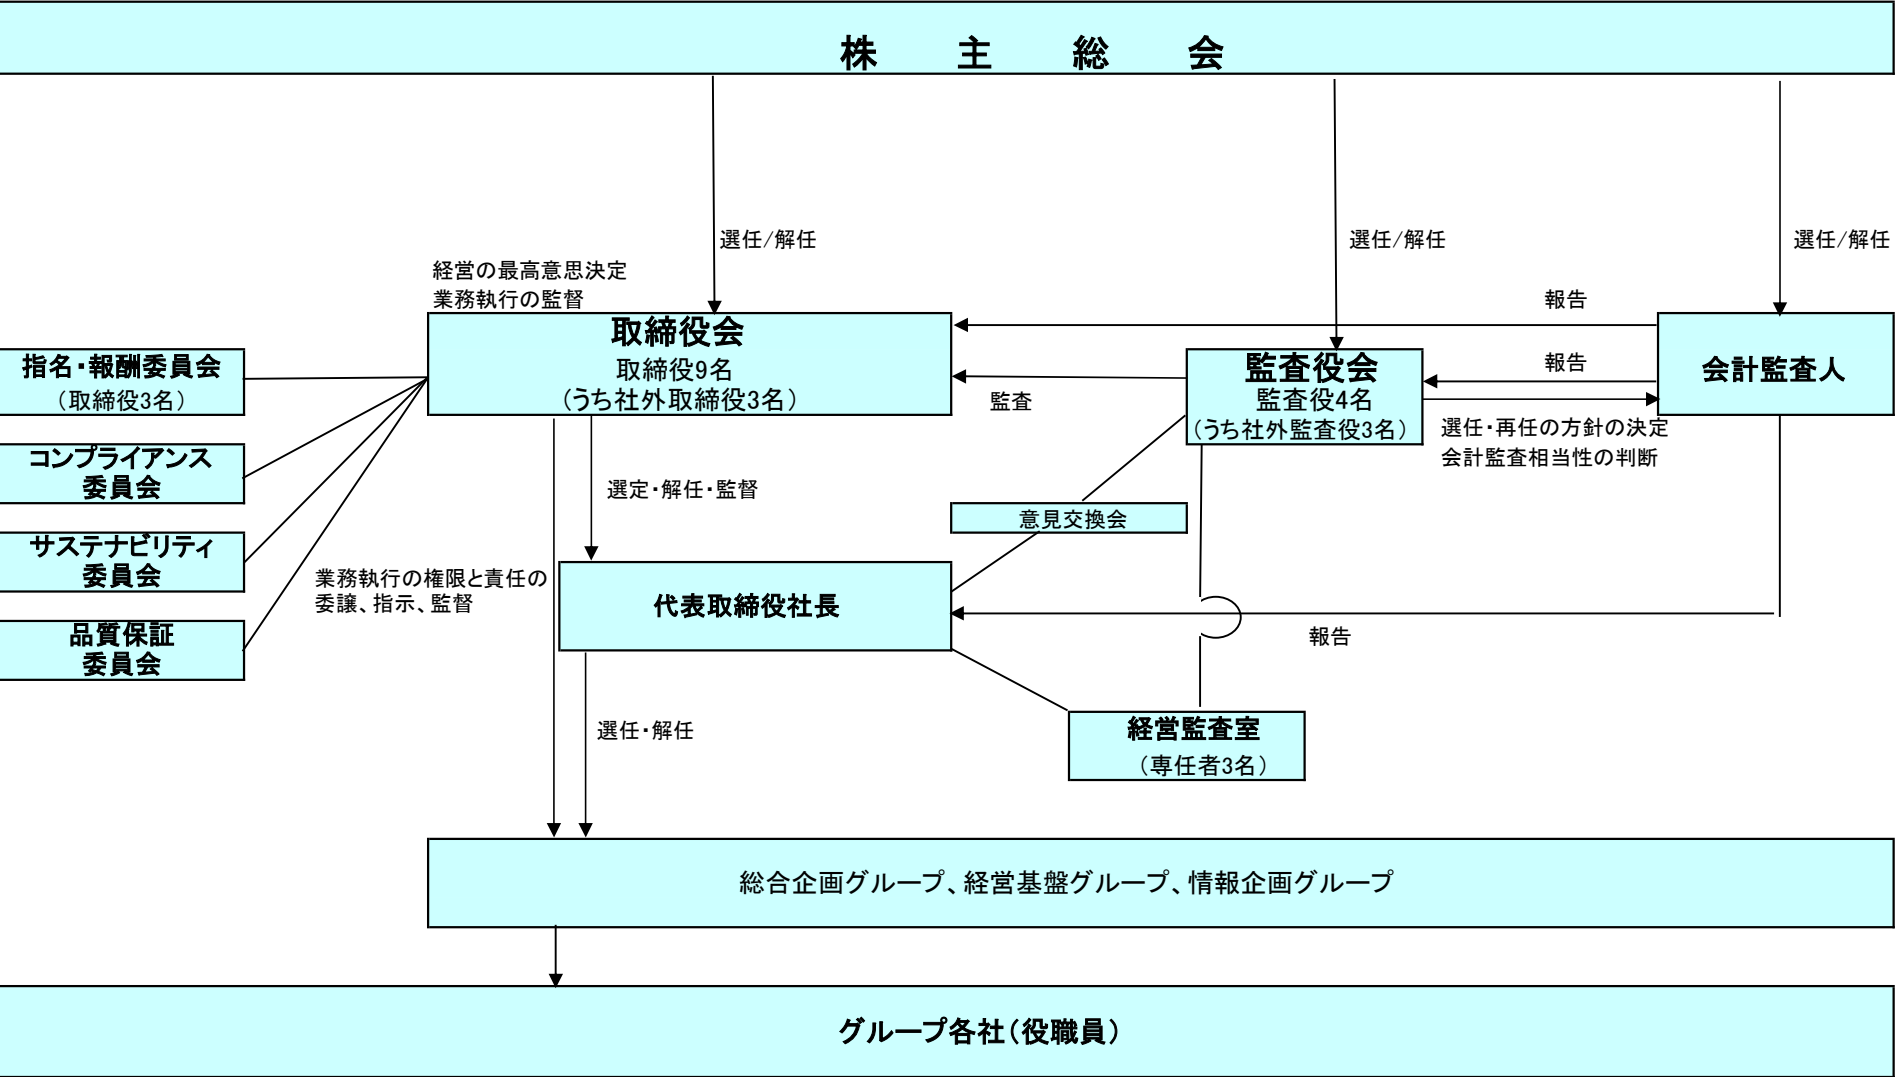 株 主 総 会
選任/解任
選任/解任
選任/解任
経営の最高意思決定
業務執行の監督
報告
取締役会
取締役9名
（うち社外取締役3名）
監査
監査役会
監査役4名
（うち社外監査役3名）
報告
会計監査人
選任・再任の方針の決定
会計監査相当性の判断
指名・報酬委員会
（取締役3名）
コンプライアンス
委員会
サステナビリティ
委員会
品質保証
委員会
選定・解任・監督
意見交換会
業務執行の権限と責任の
委譲、指示、監督
代表取締役社長
報告
選任・解任
経営監査室
（専任者3名）
総合企画グループ、経営基盤グループ、情報企画グループ
グループ各社（役職員）